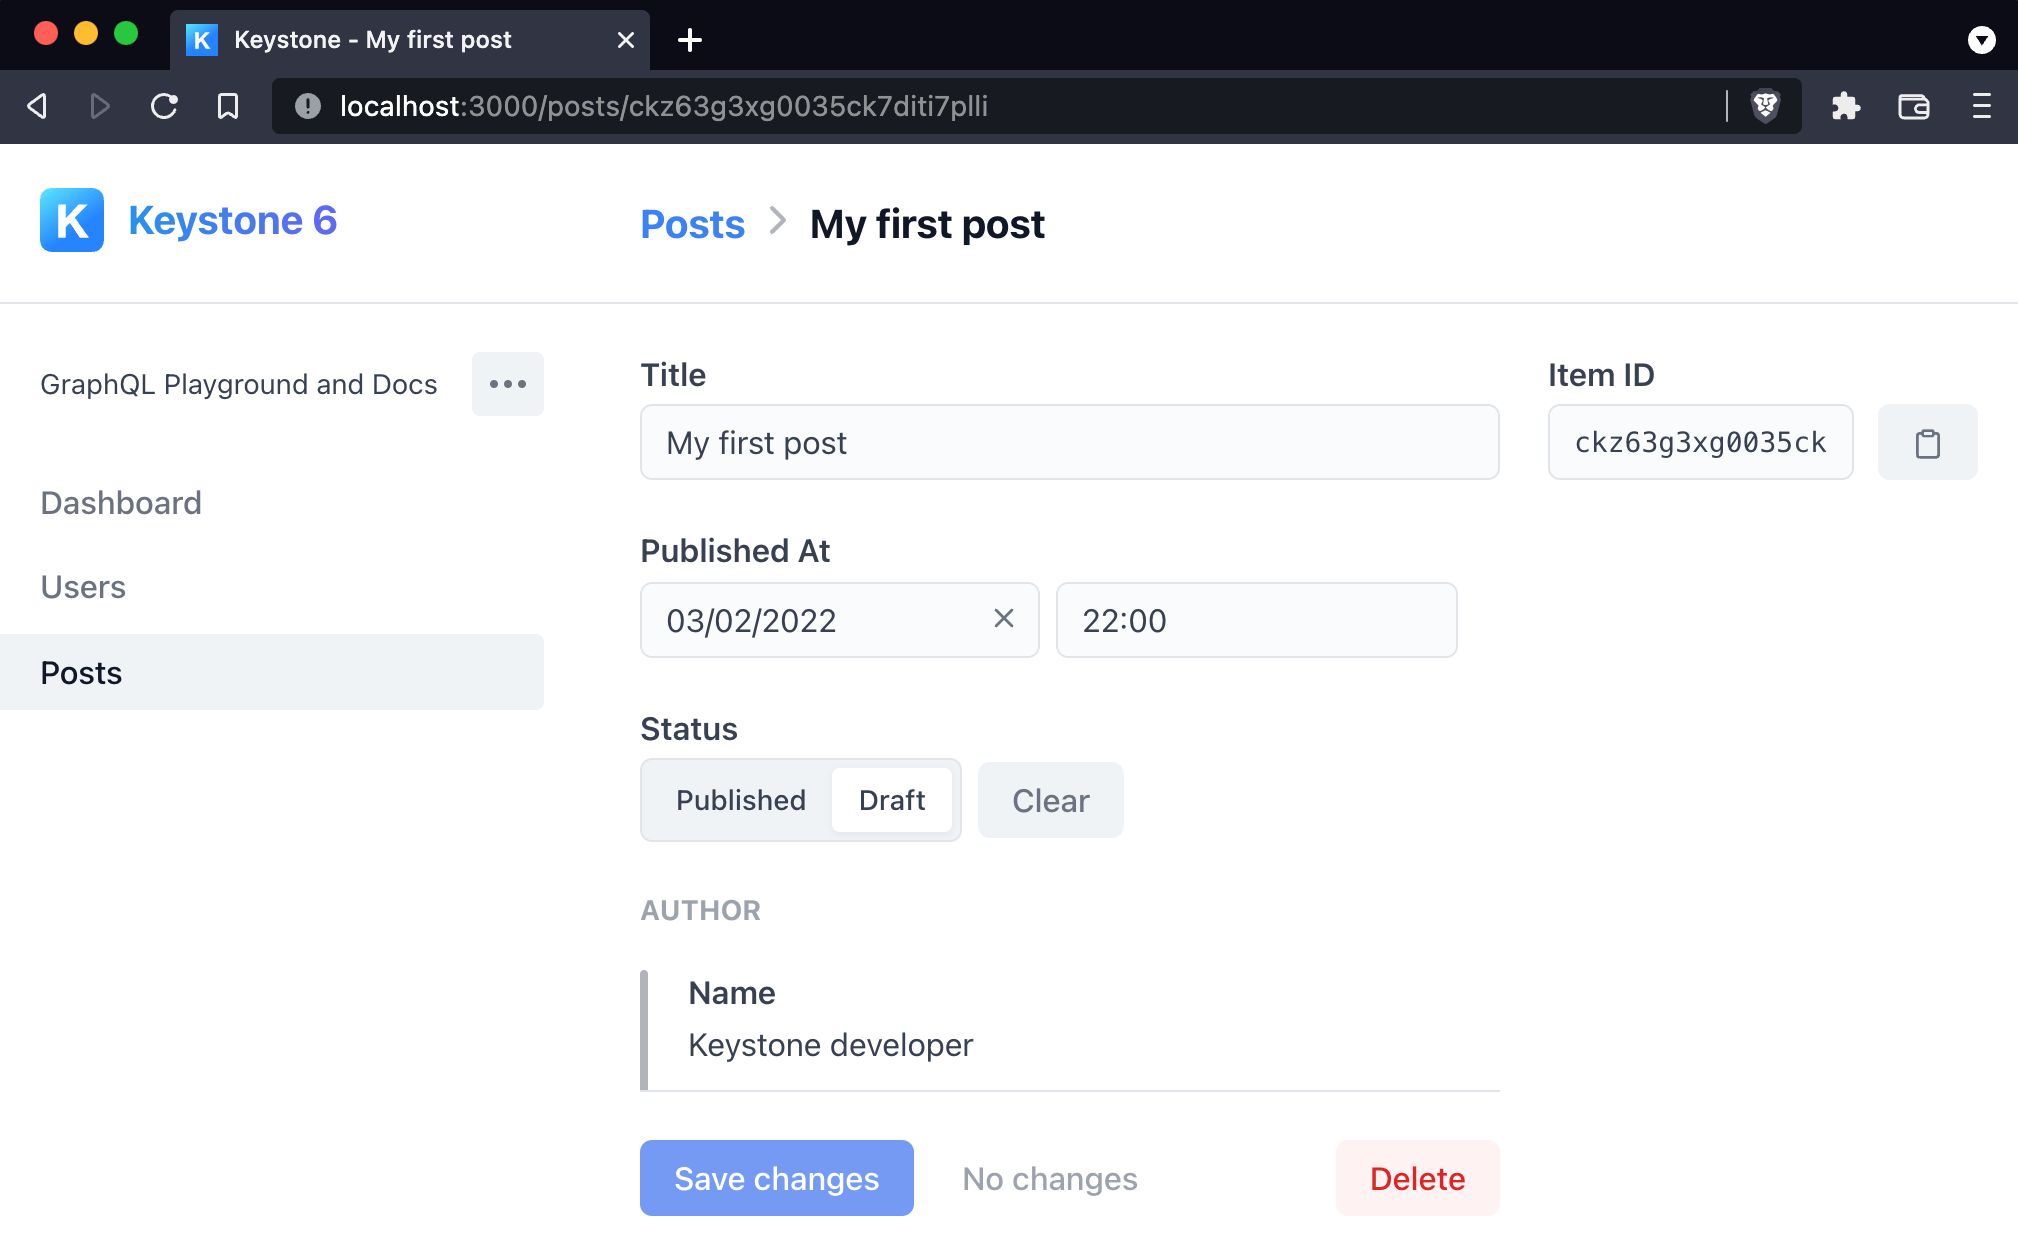 Keystone - My first post
localhost:3000/posts/ckz63g3xg0035ck7diti7plli
K Keystone 6
Posts > My first post
GraphQL Playground and Docs
Dashboard
Users
Posts
Title
My first post
Item ID
ckz63g3xg0035ck
Published At
03/02/2022
22:00
Status
Published
Draft
Clear
AUTHOR
Name
Keystone developer
Save changes
No changes
Delete